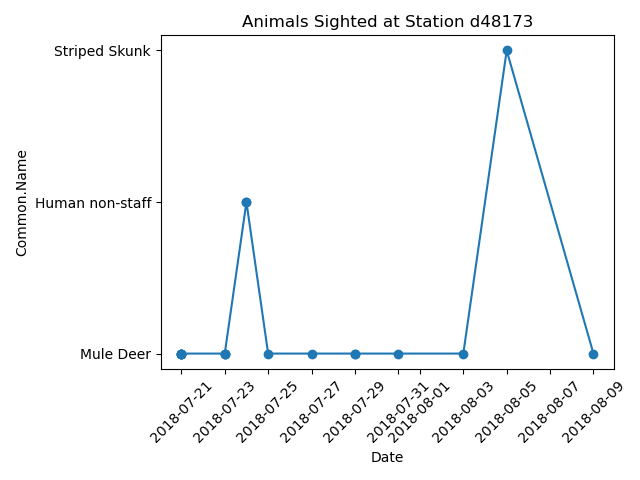 Animals Sighted at Station d48173
Striped Skunk
Human non-staff
Mule Deer
Common.Name
2018-07-21
2018-07-23
2018-07-25
2018-07-27
2018-07-29
2018-07-31
2018-08-01
2018-08-03
2018-08-05
2018-08-07
2018-08-09
Date